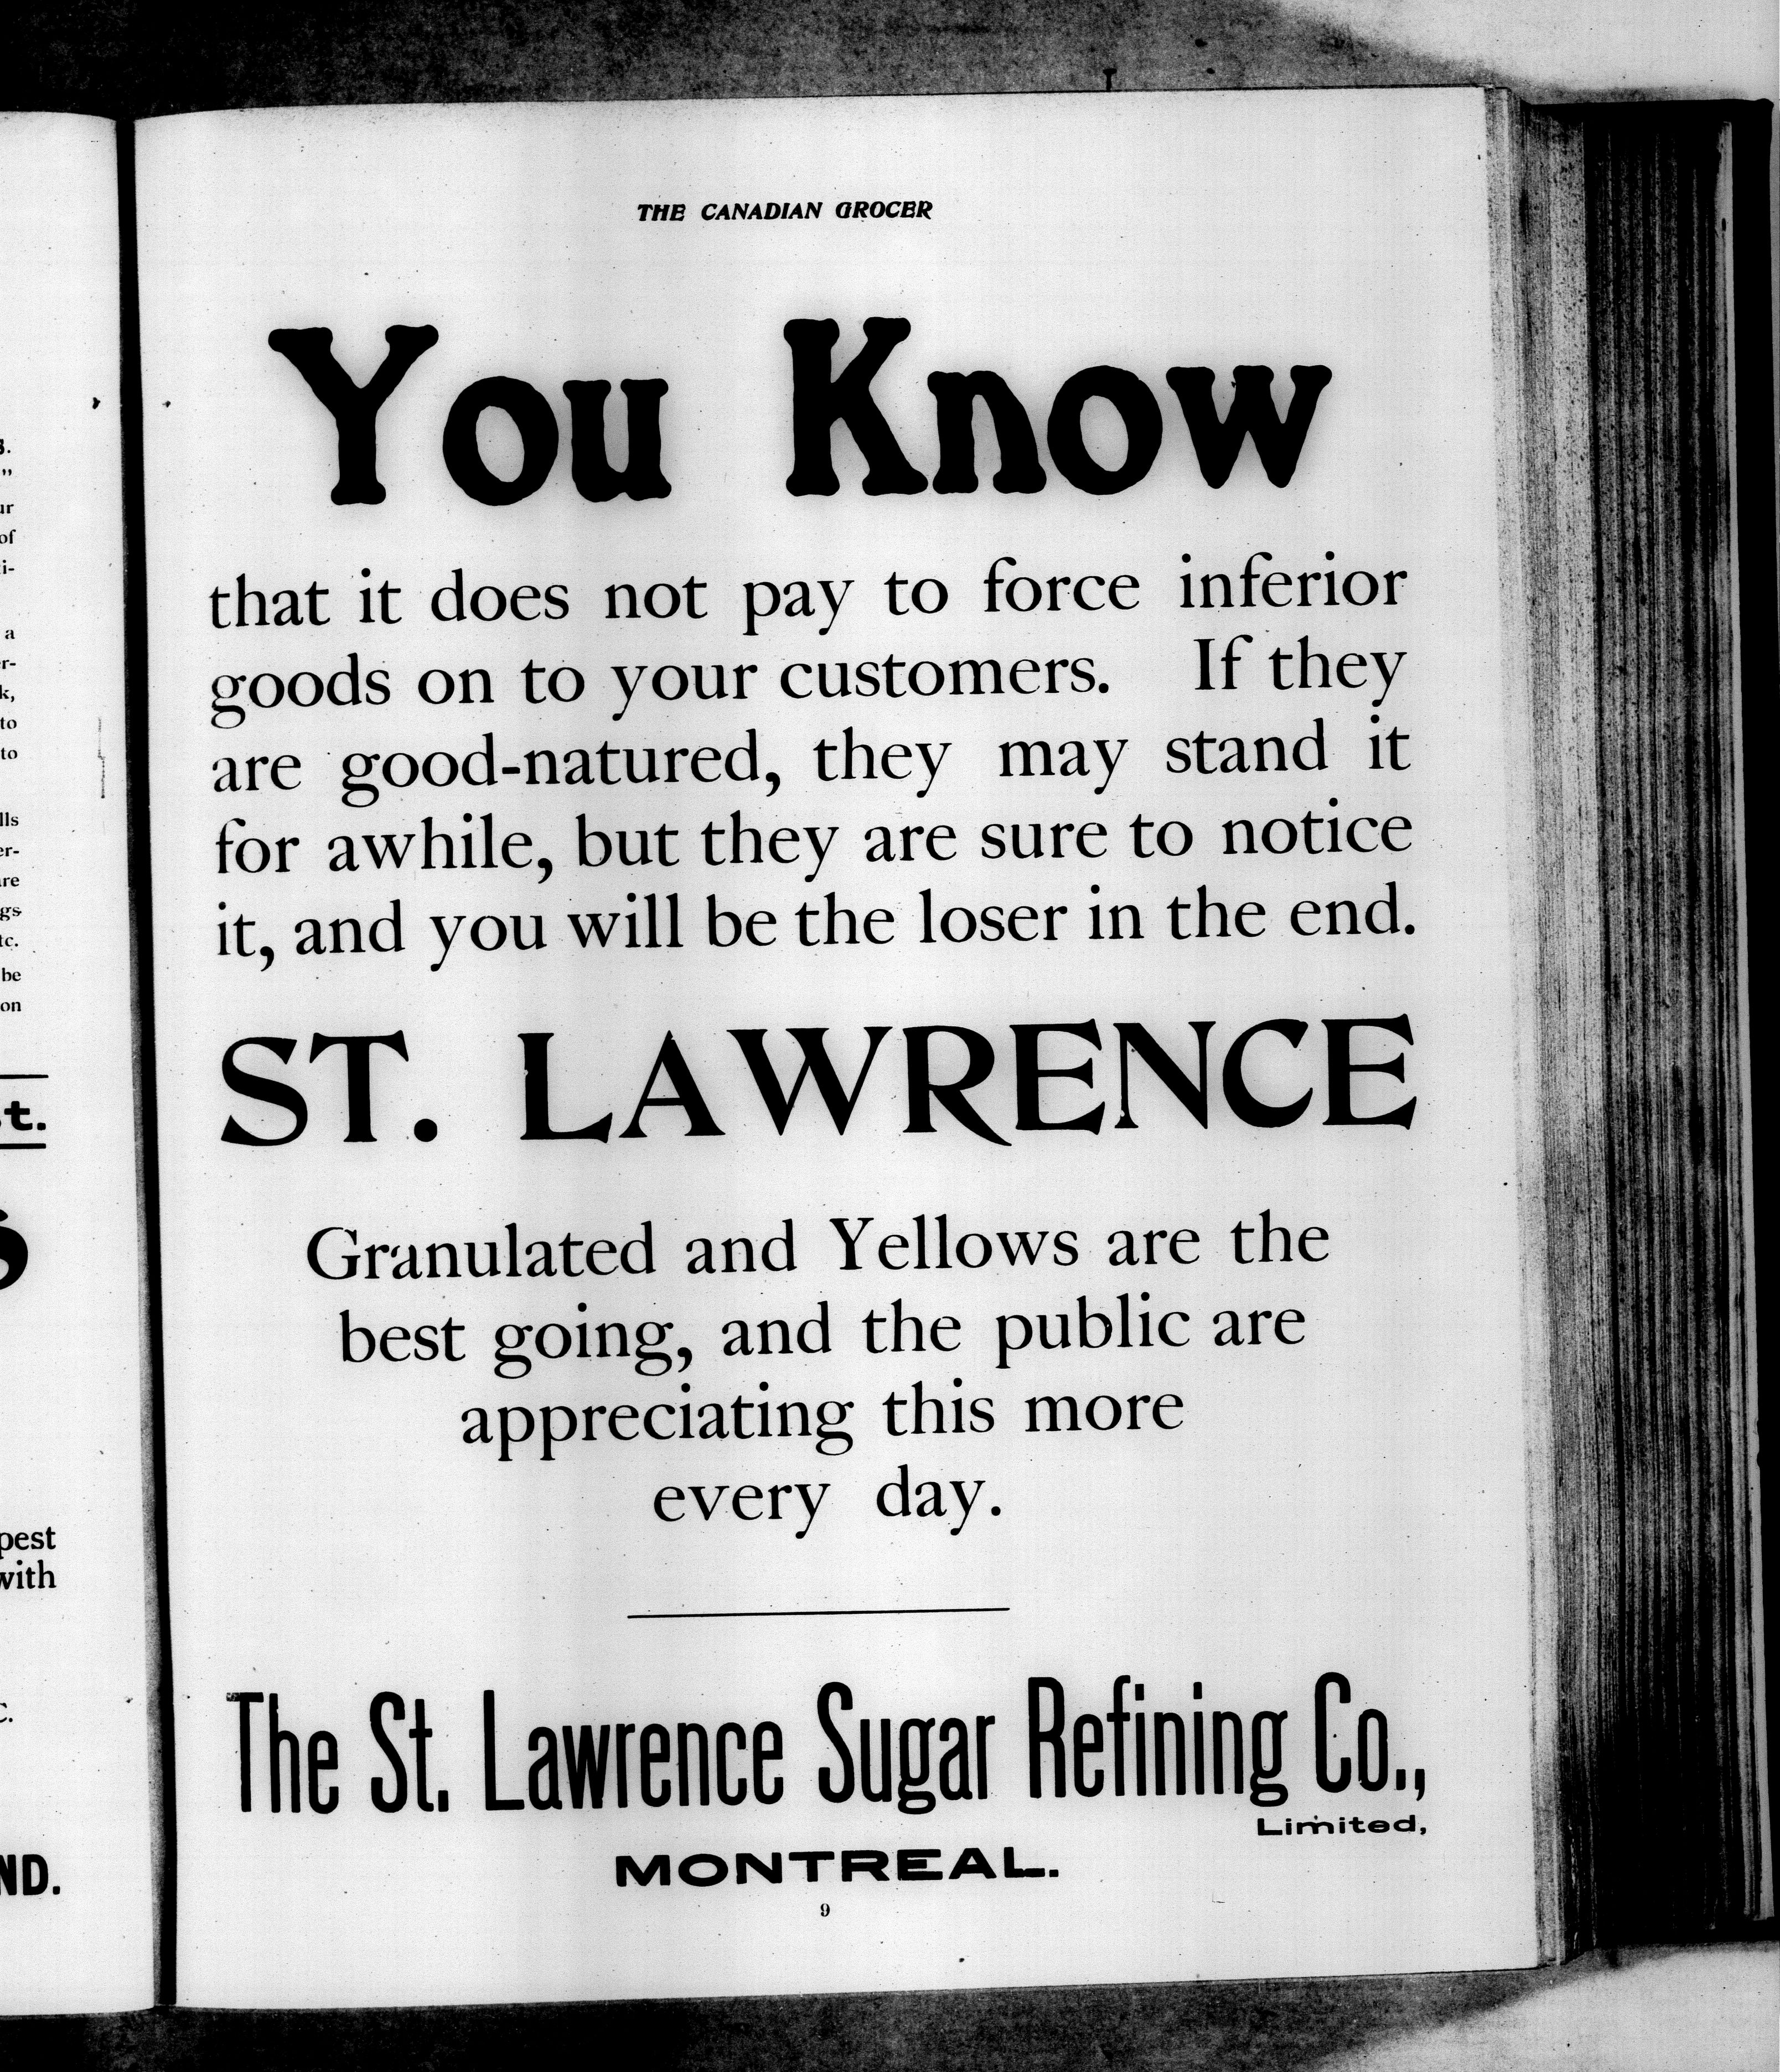 THE CANADIAN GROCER
You Know
that it does not pay to force inferior
goods on to your customers. If they
are good-natured, they may stand it
for awhile, but they are sure to notice
it, and you will be the loser in the end.
ST. LAWRENCE
Granulated and Yellows are the
best going, and the public are
appreciating this more
every day.
The St. Lawrence Sugar Refining Co.,
Limited,
MONTREAL.
9